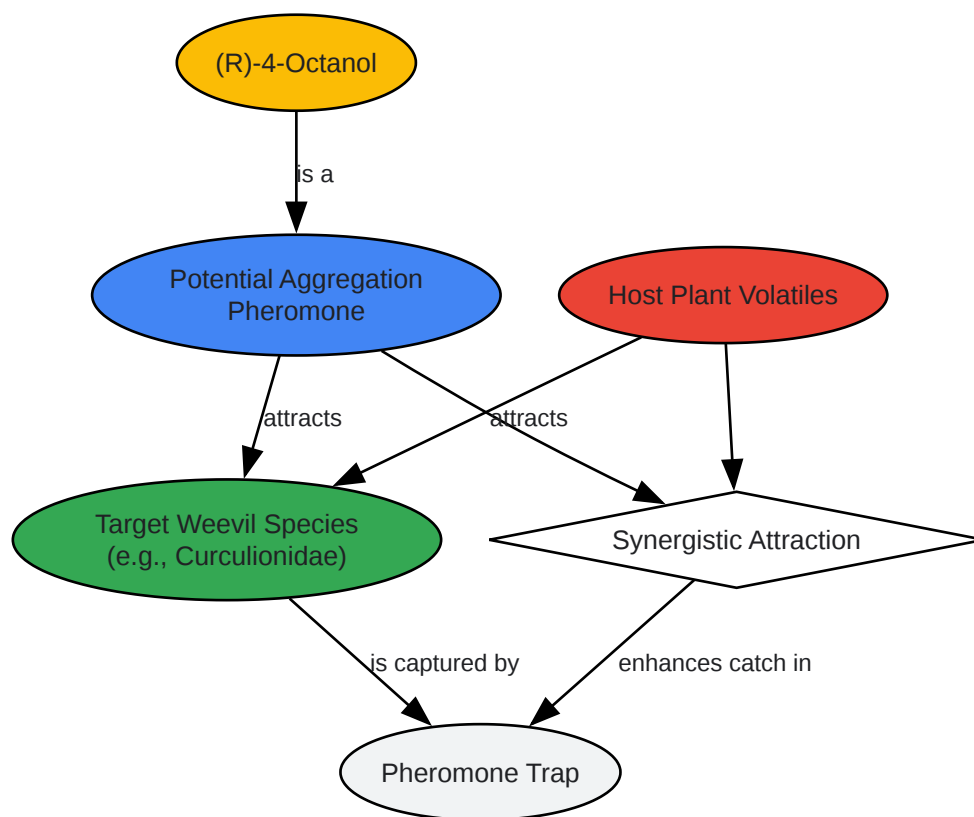 (R)-4-Octanol
is a
Potential Aggregation
Pheromone
Host Plant Volatiles
attracts
attracts
Target Weevil Species
(e.g., Curculionidae)
Synergistic Attraction
is captured by
enhances catch in
Pheromone Trap